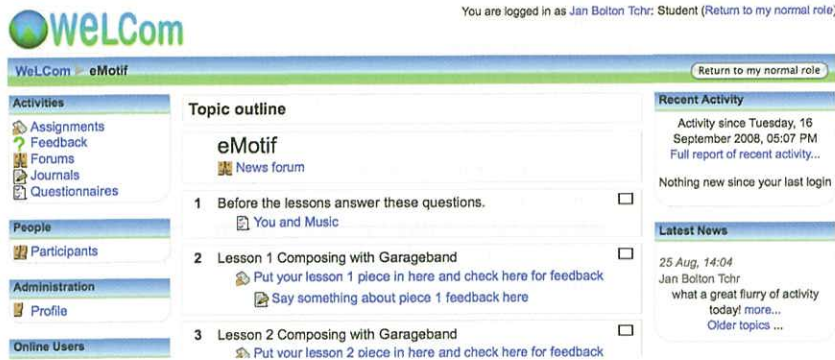 You are logged in as Jan Bolton Tchr: Student (Return to my normal role)
WeLCom
WeLCom ► eMotif
Return to my normal role
Activities
Assignments
Feedback
Forums
Journals
Questionnaires
People
Participants
Administration
Profile
Online Users
Topic outline
eMotif
News forum
1 Before the lessons answer these questions.
You and Music
2 Lesson 1 Composing with Garageband
Put your lesson 1 piece in here and check here for feedback
Say something about piece 1 feedback here
3 Lesson 2 Composing with Garageband
Put your lesson 2 piece in here and check here for feedback
Recent Activity
Activity since Tuesday, 16
September 2008, 05:07 PM
Full report of recent activity...
Nothing new since your last login
Latest News
25 Aug, 14:04
Jan Bolton Tchr
what a great flurry of activity
today! more...
Older topics ...